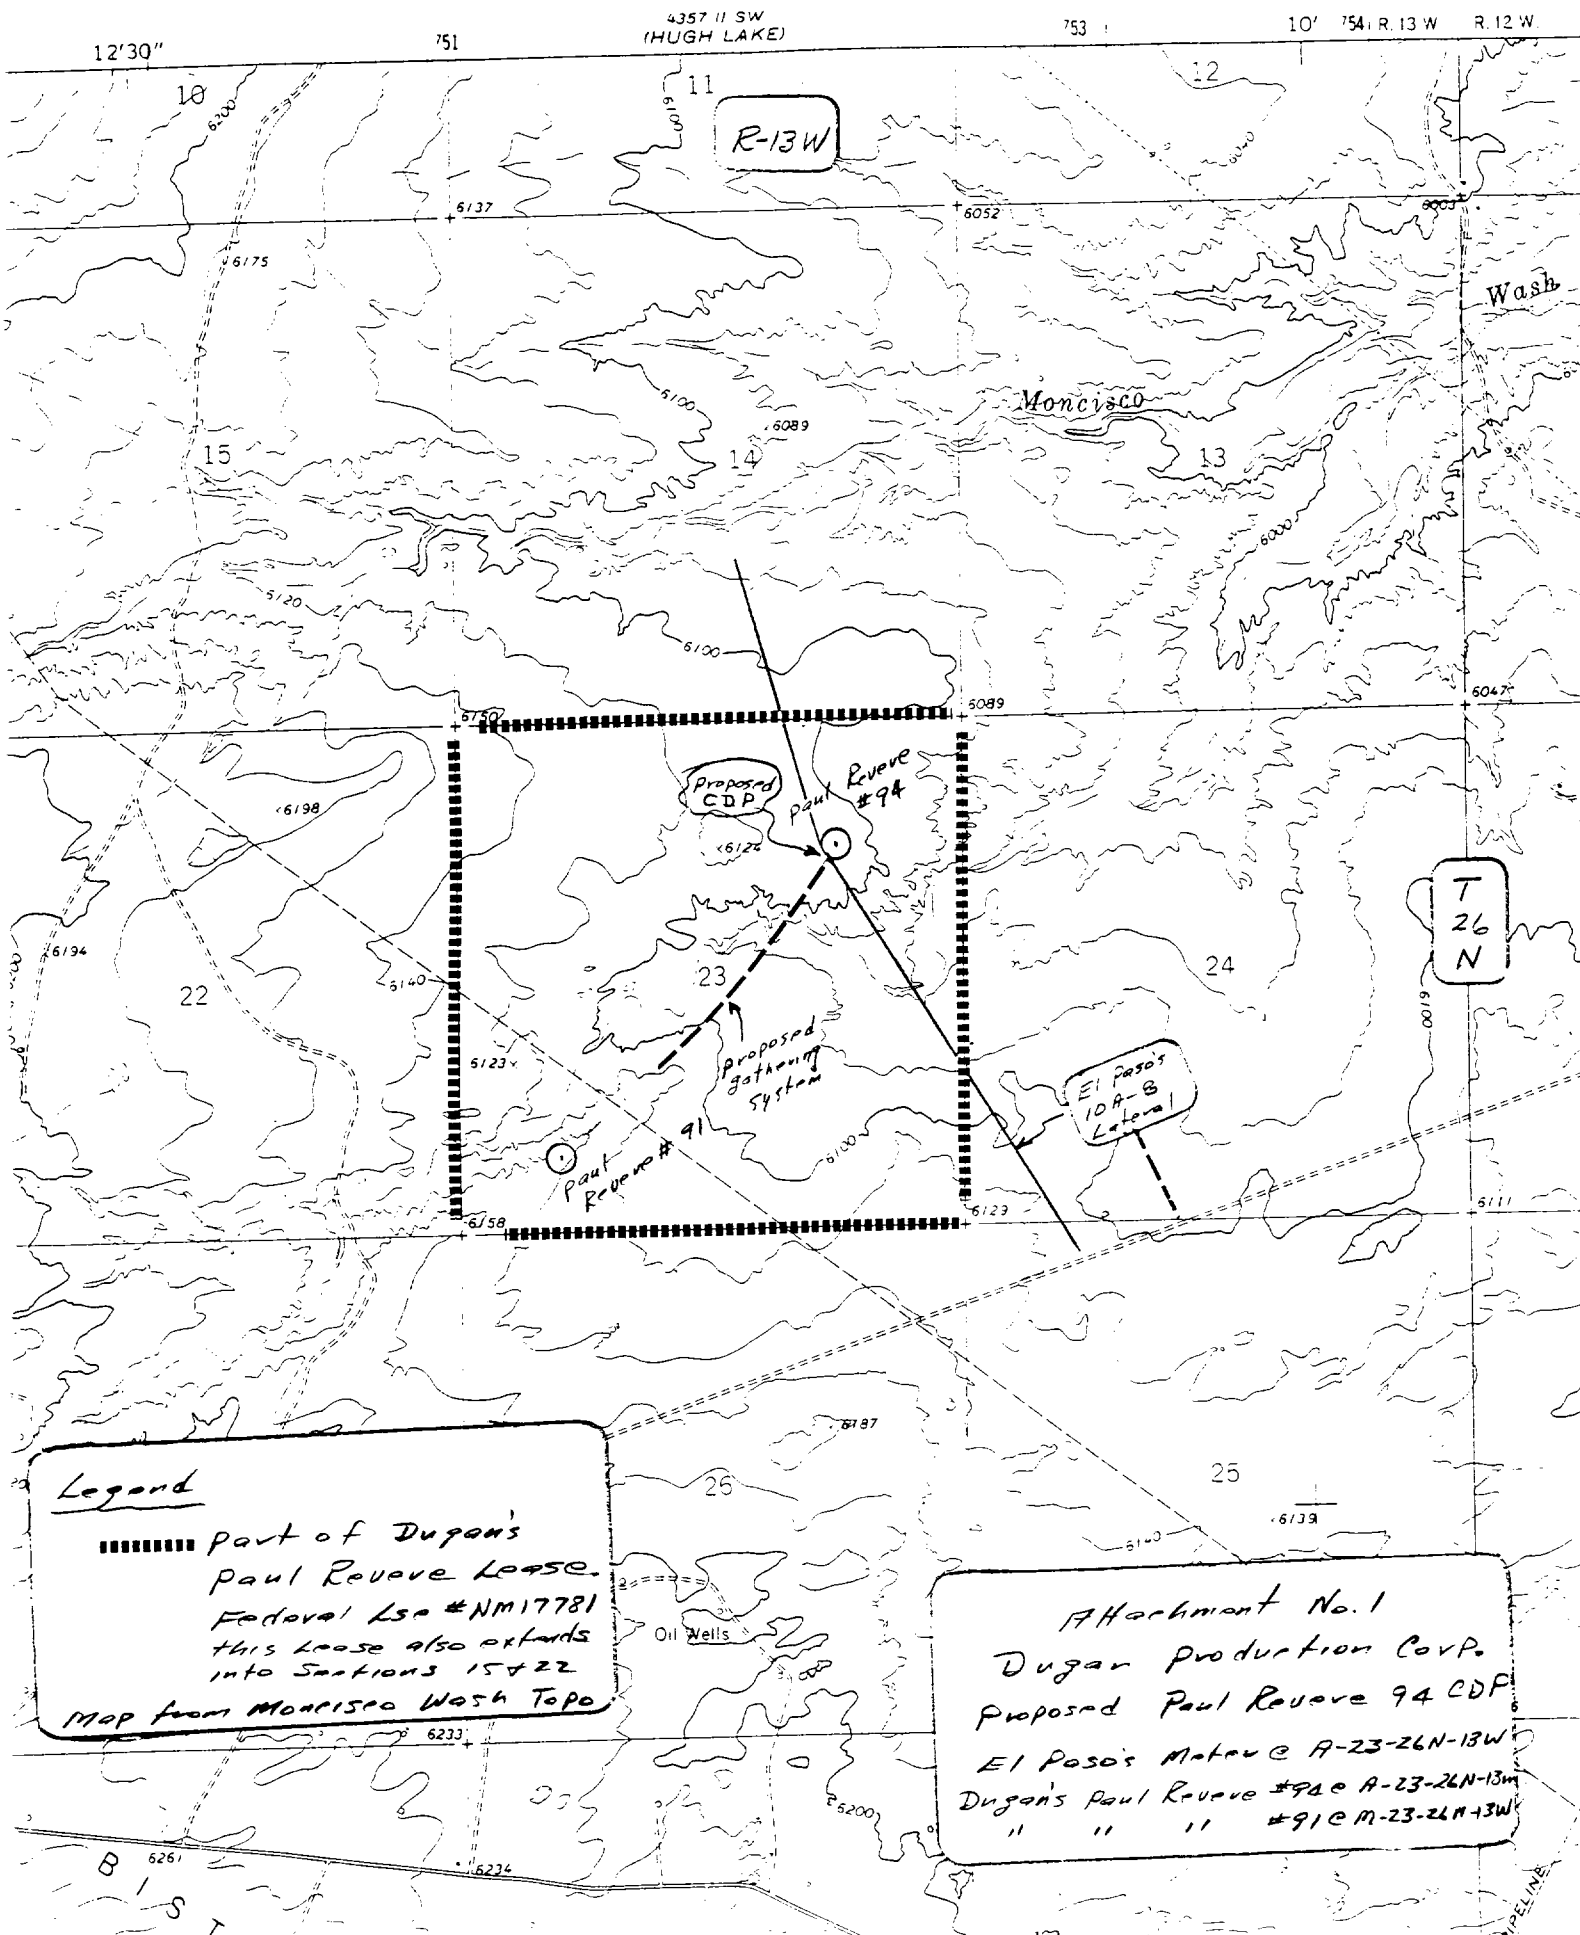 4357 II SW
(HUGH LAKE)
12'30"
751
753
10'
754
R. 13 W
R. 12 W.
10
11
12
6200
6100
R-13W
6137
6052
6003
6175
Wash
6100
Moncisco
6089
15
14
13
6000
6120
6100
6150
6089
6047
Proposed
CDP
Paul Revere
#94
6198
T
26
N
6194
23
24
22
6140
6100
proposed
gathering
system
6123
El Paso's
10A-B
Lateral
6100
Paul
Revere # 91
6158
6123
6111
6187
26
25
6139
6140
Legend
Part of Dugan's
Paul Revere Lease.
Federal Lse #NM17781
this Lease also extends
into Sections 15 & 22
Map from Moncisco Wash Topo
Oil Wells
Attachment No. 1
Dugan Production Corp.
Proposed Paul Revere 94 CDP
El Paso's Meter @ A-23-26N-13W
Dugan's Paul Revere #94 @ A-23-26N-13W
" " " #91 @ M-23-26N-13W
6233
6200
6261
6234
B I S T
PIPELINE